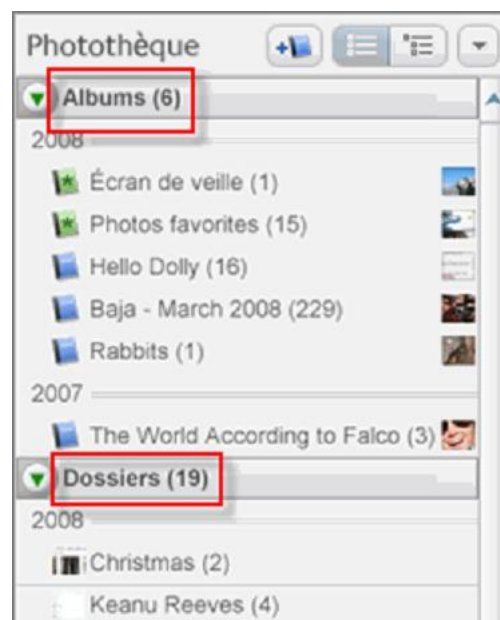 Photothèque
Albums (6)
2008
Écran de veille (1)
Photos favorites (15)
Hello Dolly (16)
Baja - March 2008 (229)
Rabbits (1)
2007
The World According to Falco (3)
Dossiers (19)
2008
Christmas (2)
Keanu Reeves (4)